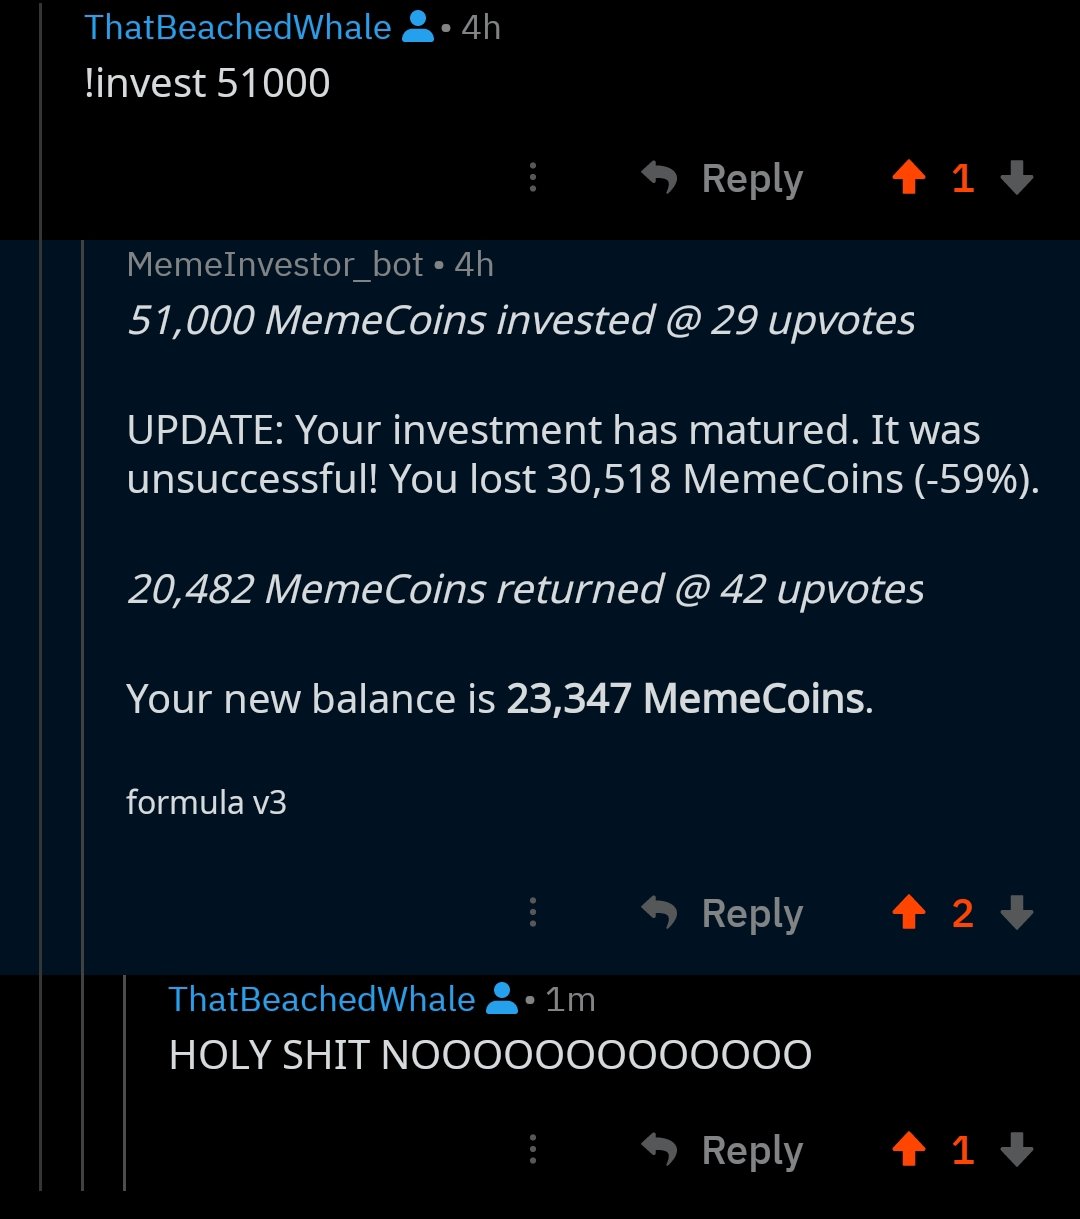 ThatBeachedWhale • 4h
!invest 51000
Reply 1
MemeInvestor_bot • 4h
51,000 MemeCoins invested @ 29 upvotes
UPDATE: Your investment has matured. It was
unsuccessful! You lost 30,518 MemeCoins (-59%).
20,482 MemeCoins returned @ 42 upvotes
Your new balance is 23,347 MemeCoins.
formula v3
Reply 2
ThatBeachedWhale • 1m
HOLY SHIT NOOOOOOOOOOOOO
Reply 1